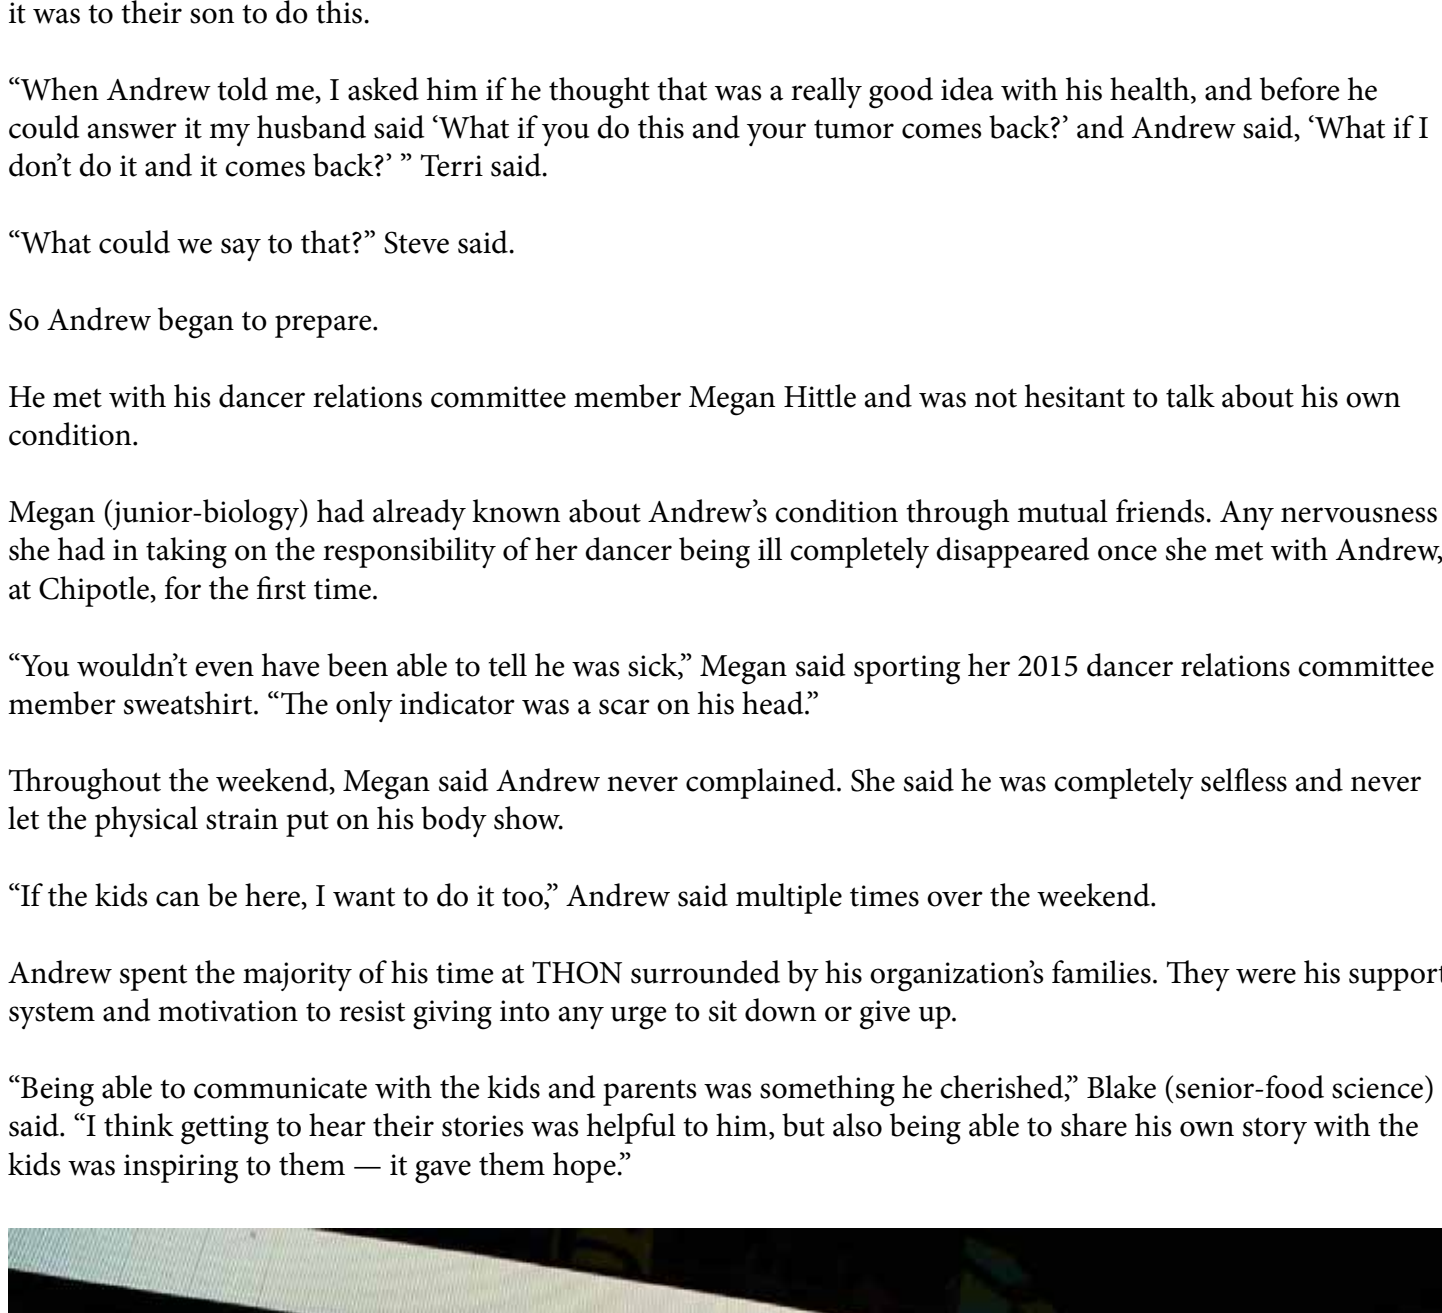 it was to their son to do this.
“When Andrew told me, I asked him if he thought that was a really good idea with his health, and before he
could answer it my husband said ‘What if you do this and your tumor comes back?’ and Andrew said, ‘What if I
don’t do it and it comes back?’ ” Terri said.
“What could we say to that?” Steve said.
So Andrew began to prepare.
He met with his dancer relations committee member Megan Hittle and was not hesitant to talk about his own
condition.
Megan (junior-biology) had already known about Andrew’s condition through mutual friends. Any nervousness
she had in taking on the responsibility of her dancer being ill completely disappeared once she met with Andrew,
at Chipotle, for the first time.
“You wouldn’t even have been able to tell he was sick,” Megan said sporting her 2015 dancer relations committee
member sweatshirt. “The only indicator was a scar on his head.”
Throughout the weekend, Megan said Andrew never complained. She said he was completely selfless and never
let the physical strain put on his body show.
“If the kids can be here, I want to do it too,” Andrew said multiple times over the weekend.
Andrew spent the majority of his time at THON surrounded by his organization’s families. They were his support
system and motivation to resist giving into any urge to sit down or give up.
“Being able to communicate with the kids and parents was something he cherished,” Blake (senior-food science)
said. “I think getting to hear their stories was helpful to him, but also being able to share his own story with the
kids was inspiring to them — it gave them hope.”